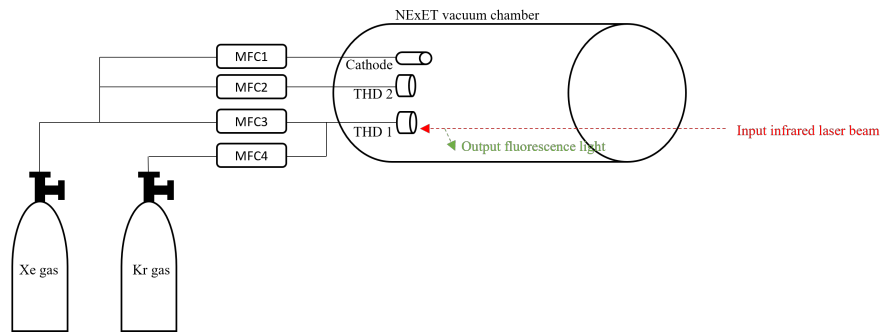 NExET vacuum chamber
MFC1
Cathode
MFC2
THD 2
MFC3
THD 1
Input infrared laser beam
Output fluorescence light
MFC4
Xe gas
Kr gas